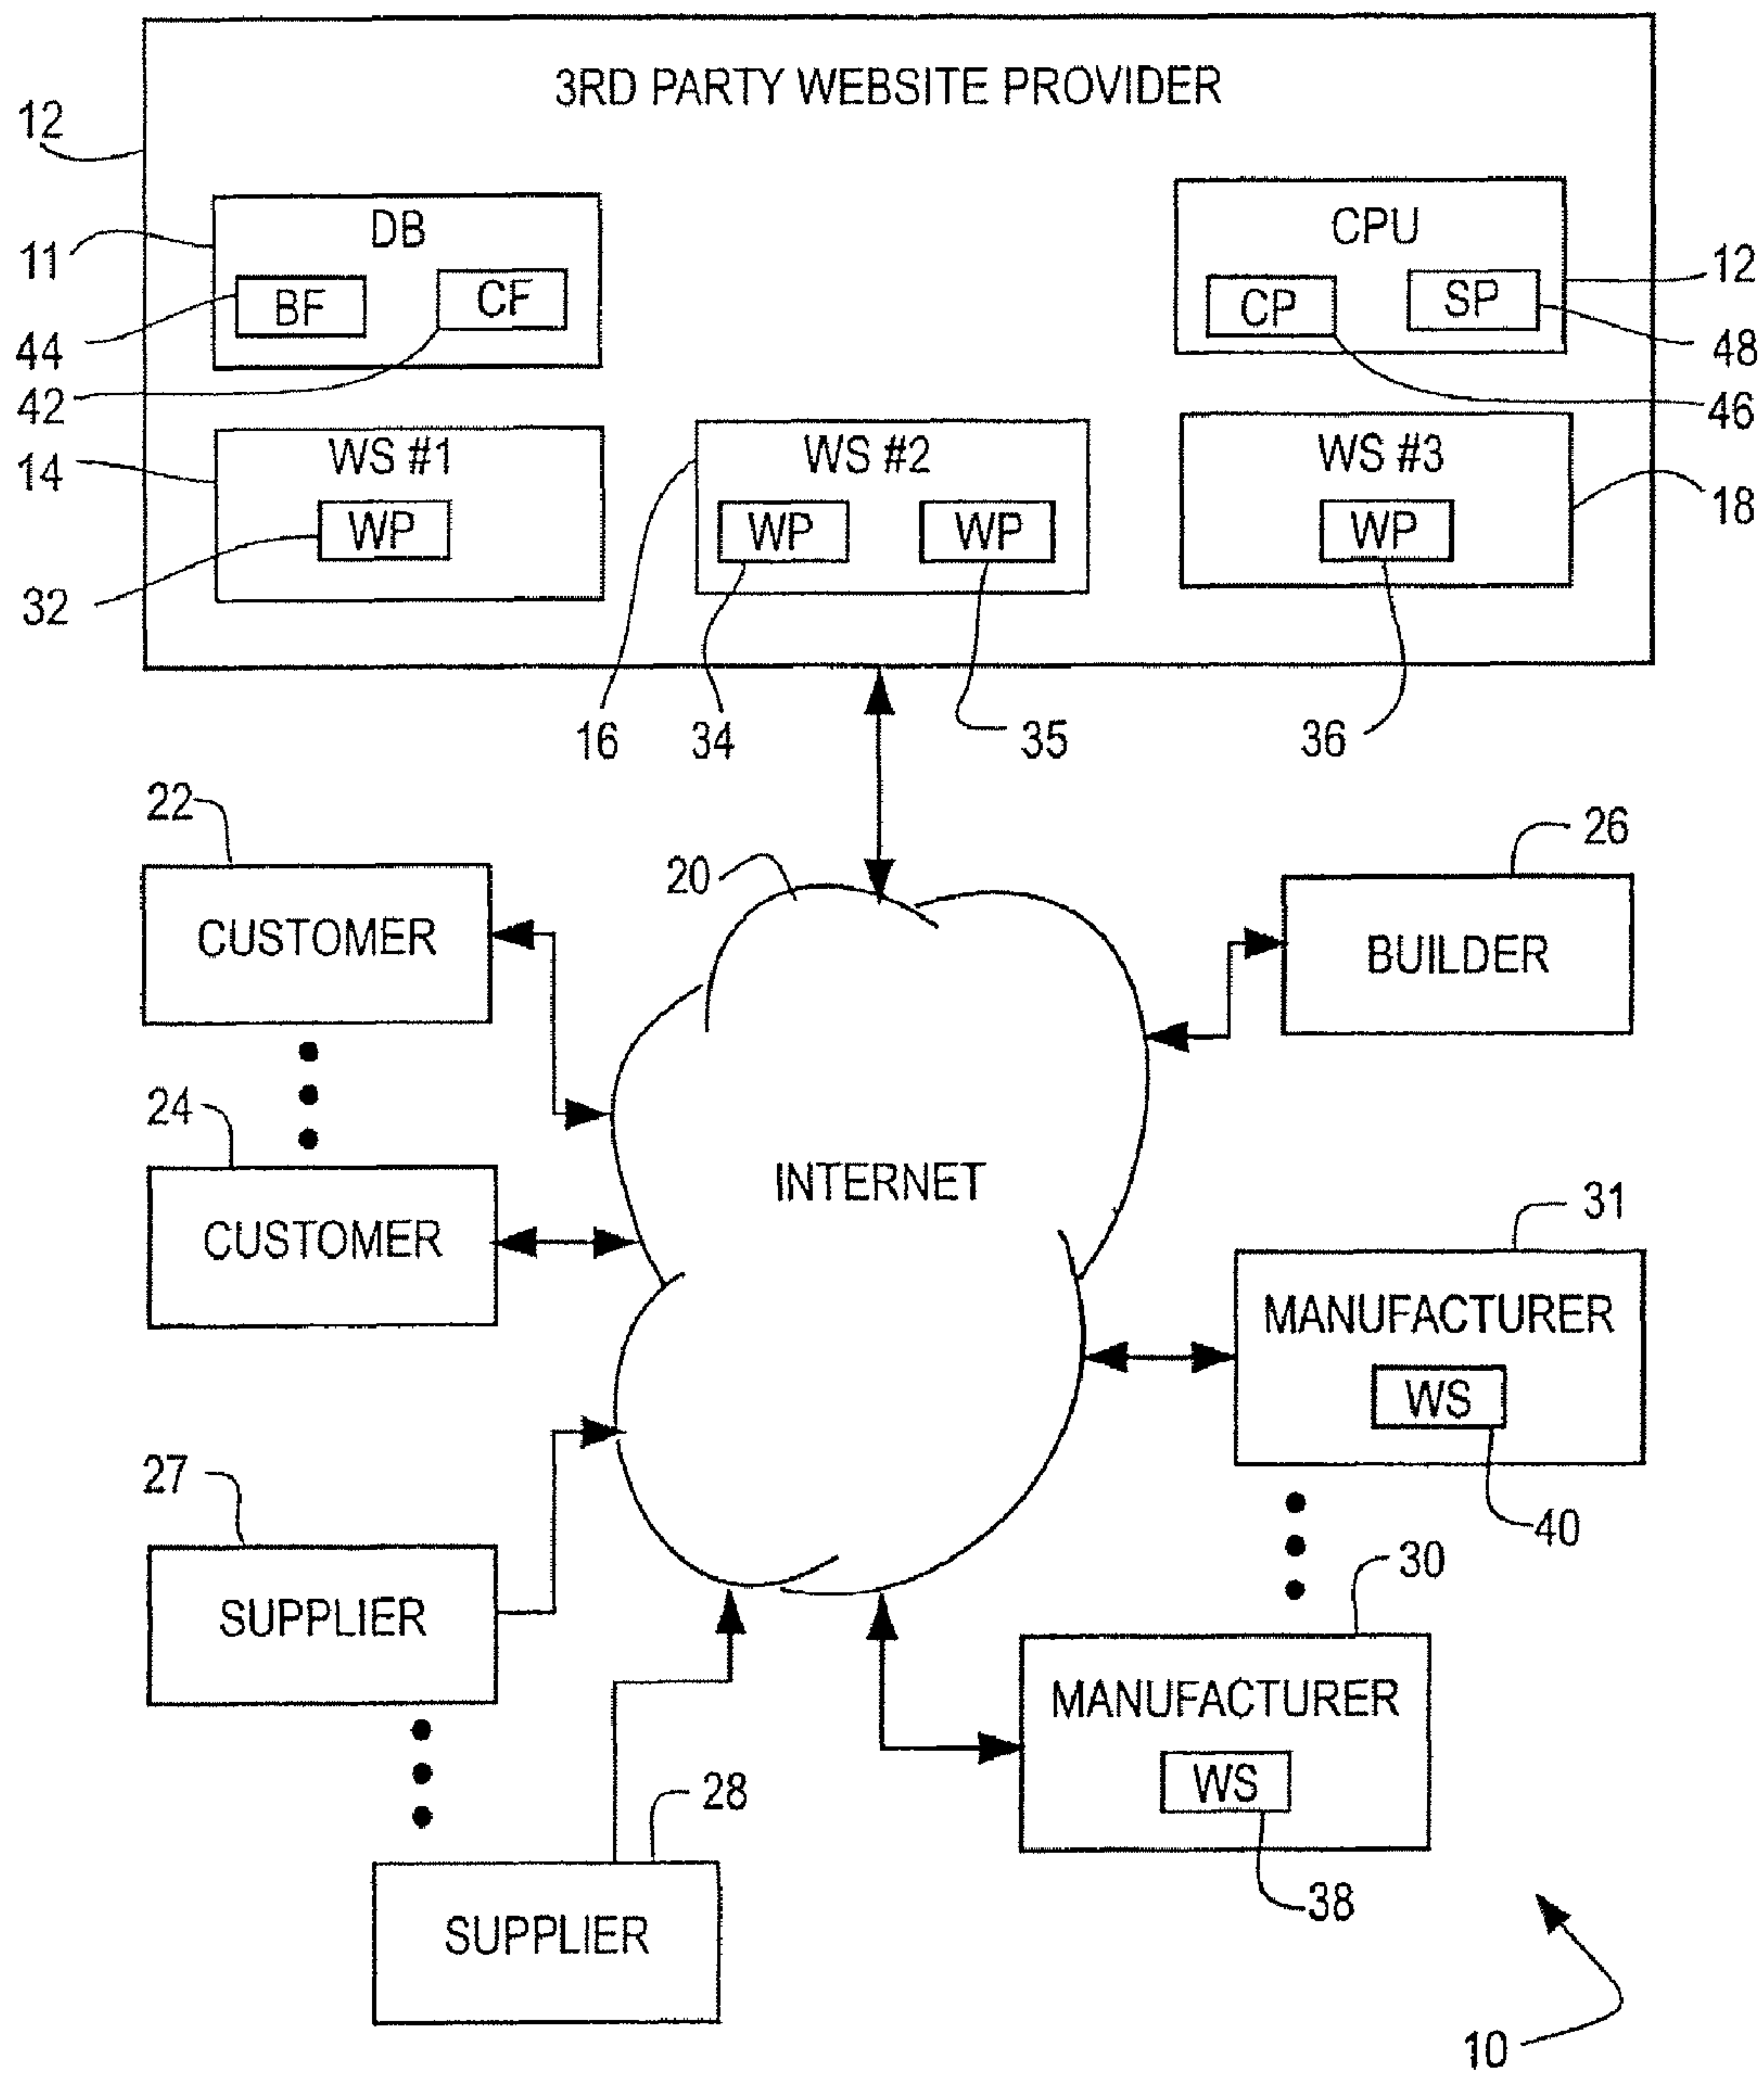 3RD PARTY WEBSITE PROVIDER
12
DB
CPU
11
BF
CF
CP
SP
12
44
48
42
46
WS #1
WS #2
WS #3
14
18
WP
WP
WP
WP
32
16
34
35
36
22
26
20
CUSTOMER
BUILDER
24
INTERNET
31
CUSTOMER
MANUFACTURER
WS
27
40
30
SUPPLIER
MANUFACTURER
WS
28
38
SUPPLIER
10